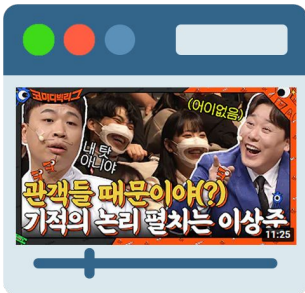 코미디빅리그
(어이없음)
내 탓
아니야
관객들 때문이야(?)
기적의 논리 펼치는 이상준
11:25